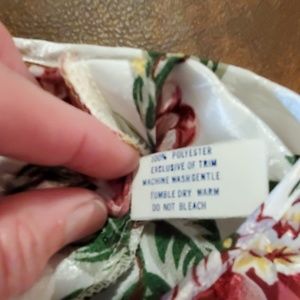 100% POLYESTER
EXCLUSIVE OF TRIM
MACHINE WASH GENTLE
TUMBLE DRY WARM
DO NOT BLEACH